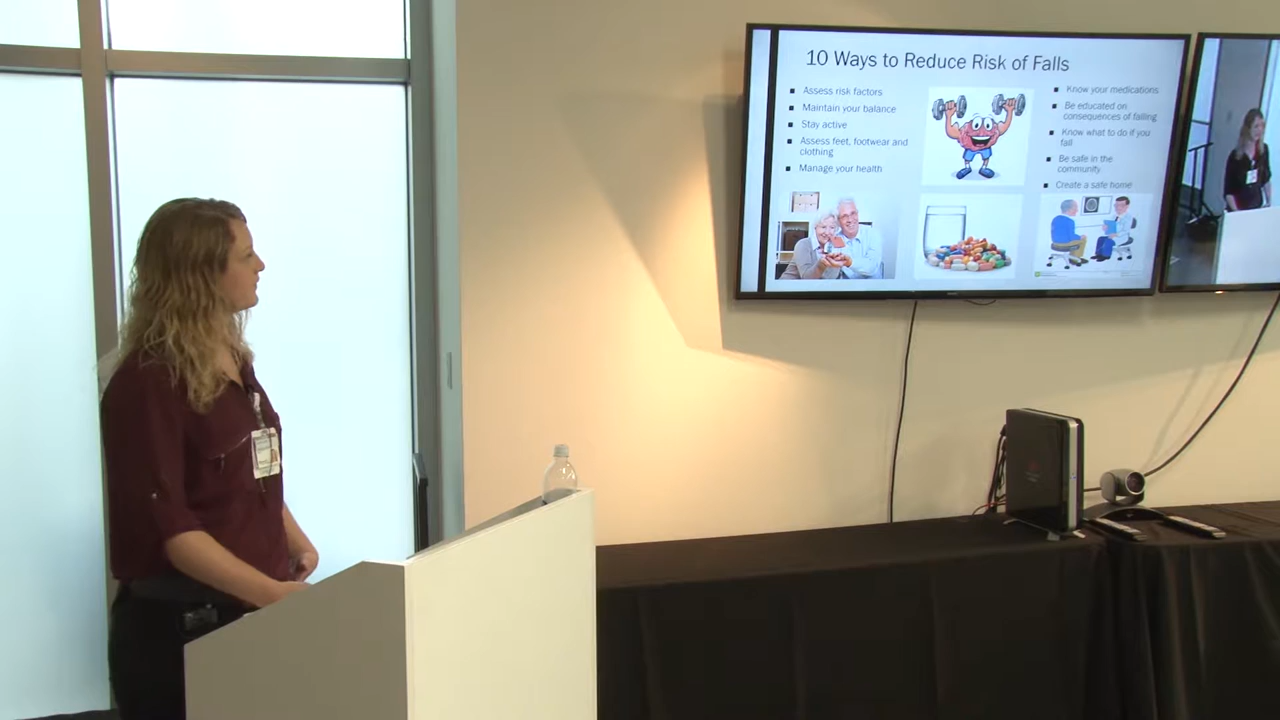 10 Ways to Reduce Risk of Falls
Assess risk factors
Maintain your balance
Stay active
Assess feet, footwear and
clothing
Manage your health
Know your medications
Be educated on
consequences of falling
Know what to do if you
fall
Be safe in the
community
Create a safe home